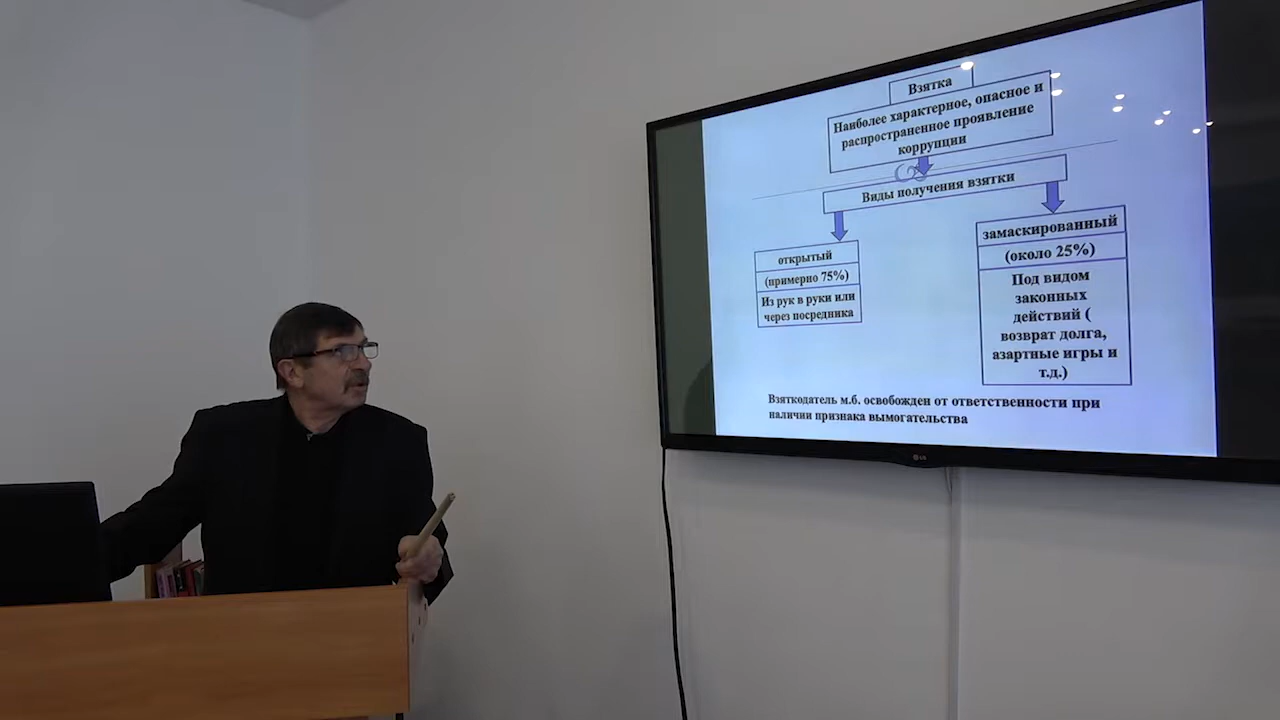 Взятка
Наиболее характерное, опасное и
распространенное проявление
коррупции
Виды получения взятки
открытый
(примерно 75%)
Из рук в руки или
через посредника
замаскированный
(около 25%)
Под видом
законных
действий (
возврат долга,
азартные игры и
т.д.)
Взяткодатель м.б. освобожден от ответственности при
наличии признака вымогательства
LG